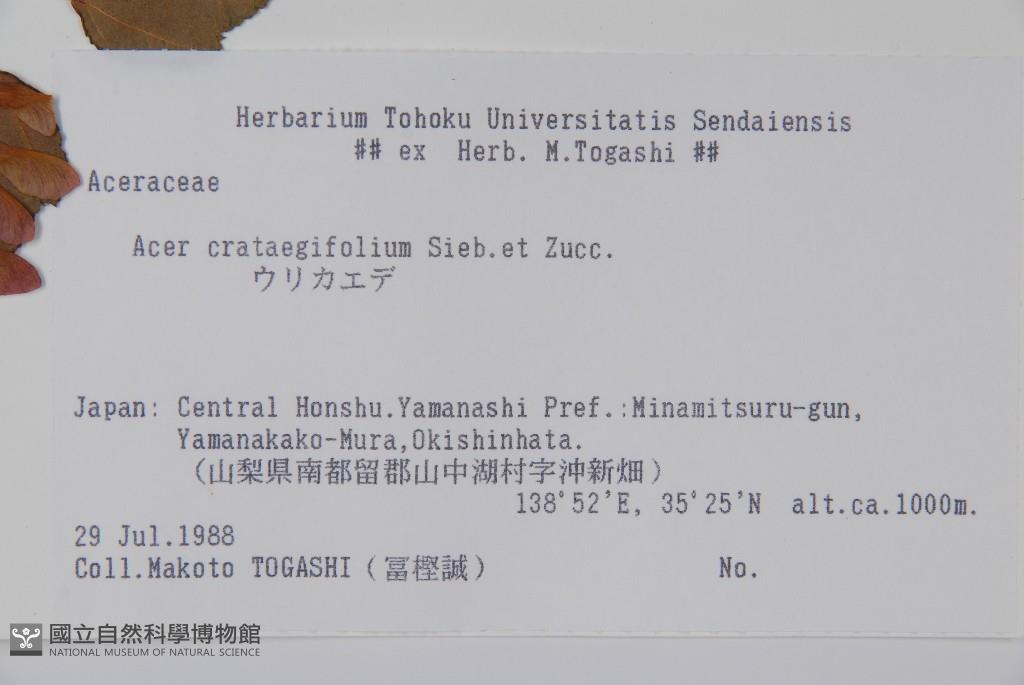 Herbarium Tohoku Universitatis Sendaiensis
## ex Herb. M.Togashi ##
Aceraceae
Acer crataegifolium Sieb.et Zucc.
ウリカエデ
Japan: Central Honshu.Yamanashi Pref.:Minamitsuru-gun,
Yamanakako-Mura,Okishinhata.
(山梨県南都留郡山中湖村字沖新畑)
138ﾟ52'E, 35ﾟ25'N alt.ca.1000m.
29 Jul.1988
Coll.Makoto TOGASHI (冨樫誠) No.
國立自然科學博物館
NATIONAL MUSEUM OF NATURAL SCIENCE